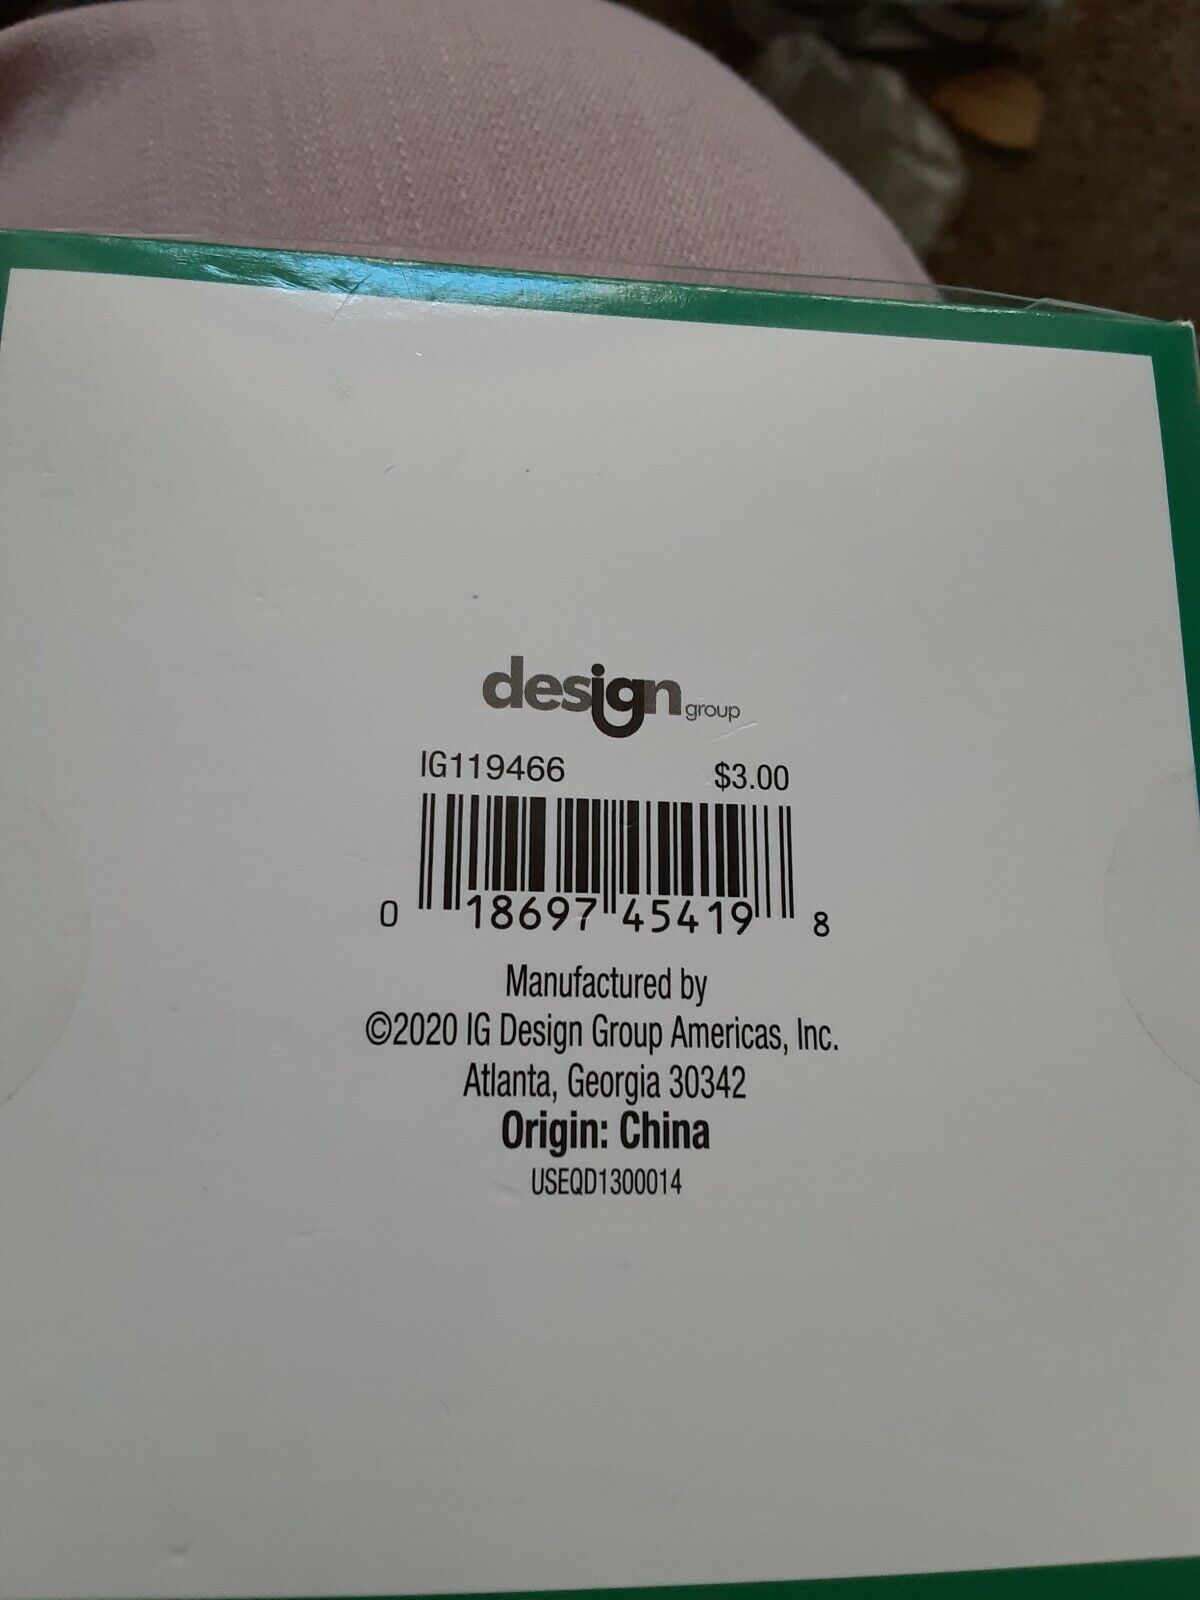 design group
IG119466 $3.00
0 18697 45419 8
Manufactured by
©2020 IG Design Group Americas, Inc.
Atlanta, Georgia 30342
Origin: China
USEQD1300014